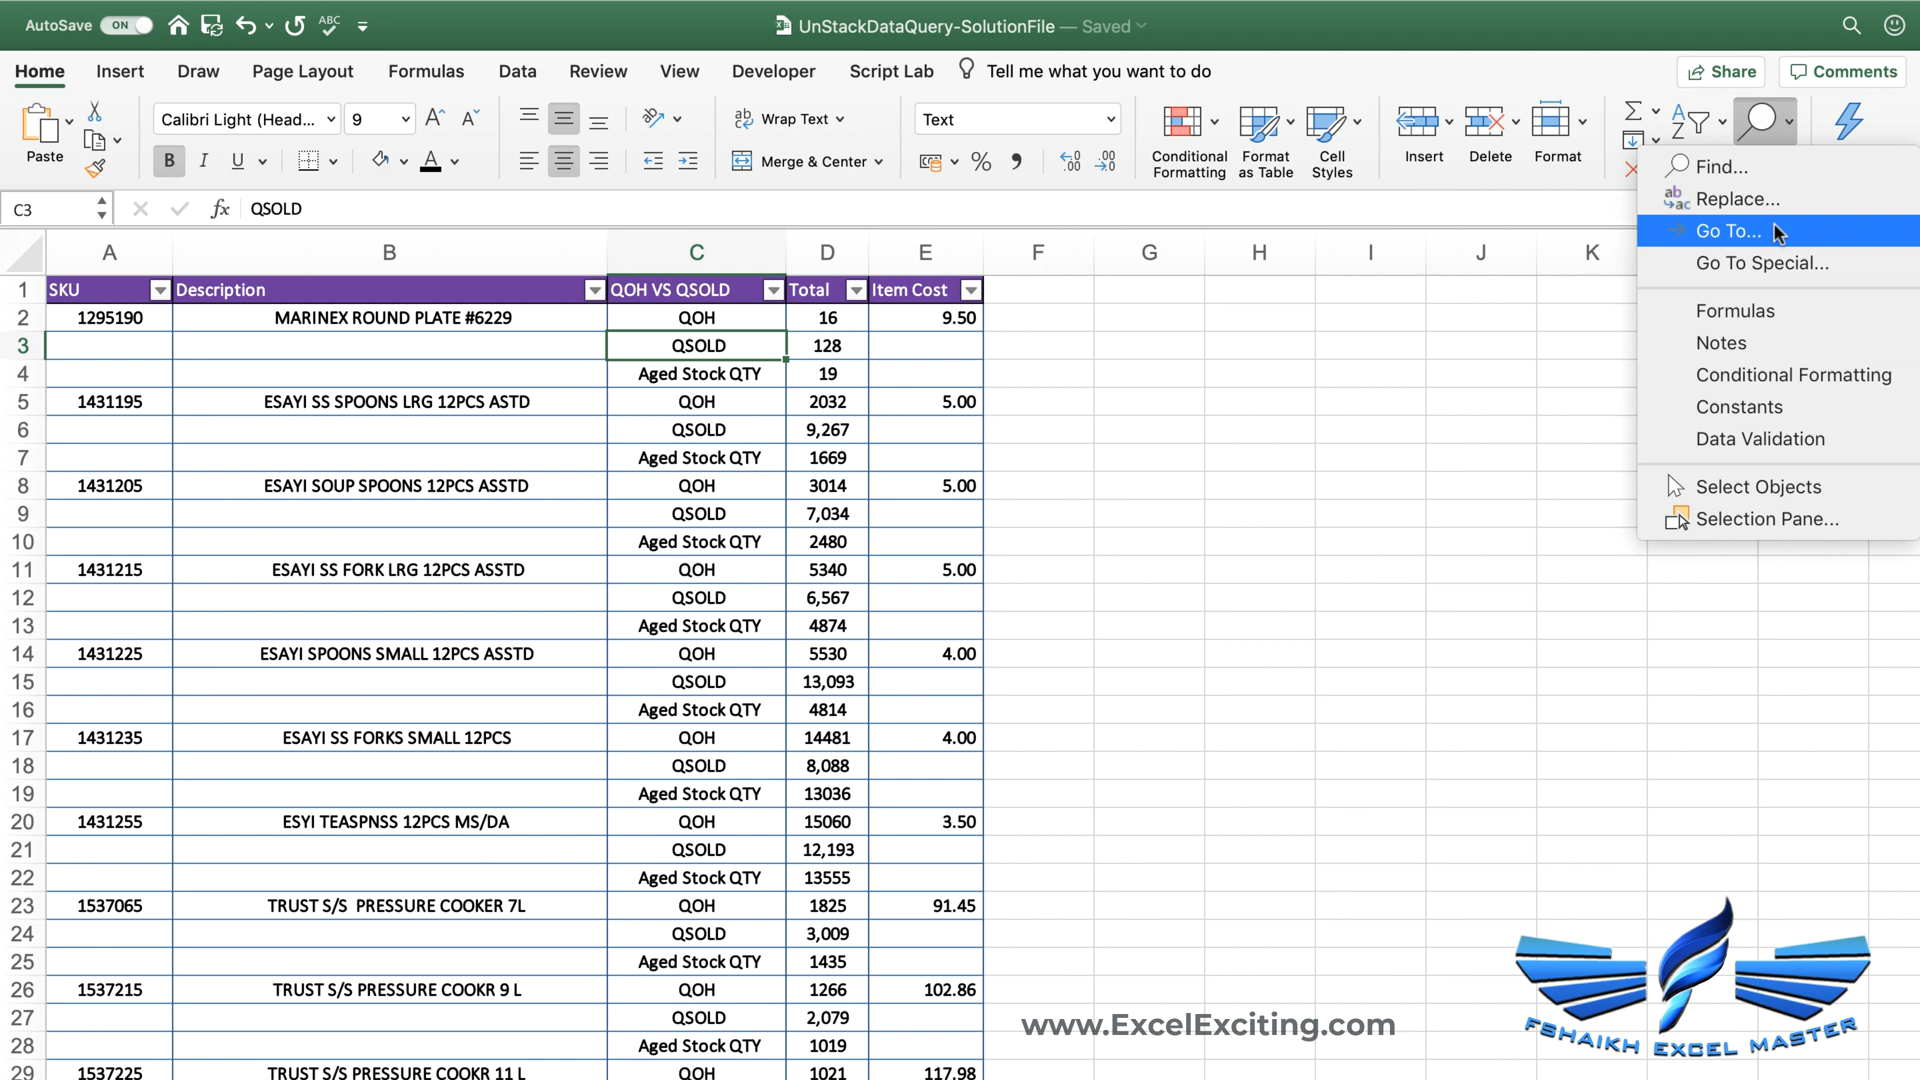 AutoSave ON ABC UnStackDataQuery-SolutionFile — Saved
Home Insert Draw Page Layout Formulas Data Review View Developer Script Lab Tell me what you want to do Share Comments
Paste Calibri Light (Head... 9 A A Wrap Text Text Conditional Formatting Format as Table Cell Styles Insert Delete Format
B I U A Merge & Center % .00
C3 fx QSOLD
Find...
Replace...
Go To...
Go To Special...
Formulas
Notes
Conditional Formatting
Constants
Data Validation
Select Objects
Selection Pane...
A B C D E F G H I J K
1 SKU Description QOH VS QSOLD Total Item Cost
2 1295190 MARINEX ROUND PLATE #6229 QOH 16 9.50
3 QSOLD 128
4 Aged Stock QTY 19
5 1431195 ESAYI SS SPOONS LRG 12PCS ASTD QOH 2032 5.00
6 QSOLD 9,267
7 Aged Stock QTY 1669
8 1431205 ESAYI SOUP SPOONS 12PCS ASSTD QOH 3014 5.00
9 QSOLD 7,034
10 Aged Stock QTY 2480
11 1431215 ESAYI SS FORK LRG 12PCS ASSTD QOH 5340 5.00
12 QSOLD 6,567
13 Aged Stock QTY 4874
14 1431225 ESAYI SPOONS SMALL 12PCS ASSTD QOH 5530 4.00
15 QSOLD 13,093
16 Aged Stock QTY 4814
17 1431235 ESAYI SS FORKS SMALL 12PCS QOH 14481 4.00
18 QSOLD 8,088
19 Aged Stock QTY 13036
20 1431255 ESYI TEASPNSS 12PCS MS/DA QOH 15060 3.50
21 QSOLD 12,193
22 Aged Stock QTY 13555
23 1537065 TRUST S/S PRESSURE COOKER 7L QOH 1825 91.45
24 QSOLD 3,009
25 Aged Stock QTY 1435
26 1537215 TRUST S/S PRESSURE COOKR 9 L QOH 1266 102.86
27 QSOLD 2,079
28 Aged Stock QTY 1019
29 1537225 TRUST S/S PRESSURE COOKR 11 L QOH 1021 117.98
www.ExcelExciting.com
FSHAIKH EXCEL MASTER